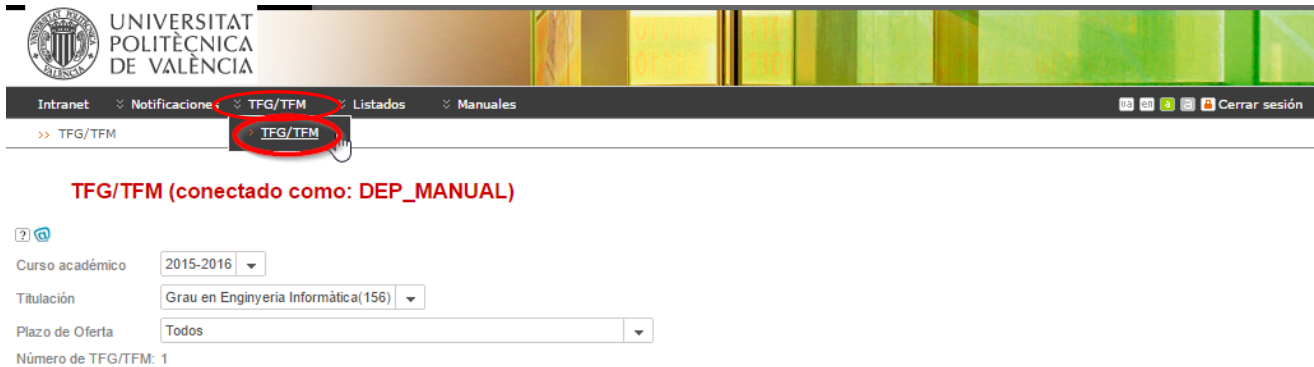 UNIVERSITAT
POLITÈCNICA
DE VALÈNCIA
Intranet Notificaciones TFG/TFM Listados Manuales va en a a Cerrar sesión
>> TFG/TFM > TFG/TFM
TFG/TFM (conectado como: DEP_MANUAL)
? @
Curso académico 2015-2016
Titulación Grau en Enginyeria Informàtica(156)
Plazo de Oferta Todos
Número de TFG/TFM: 1